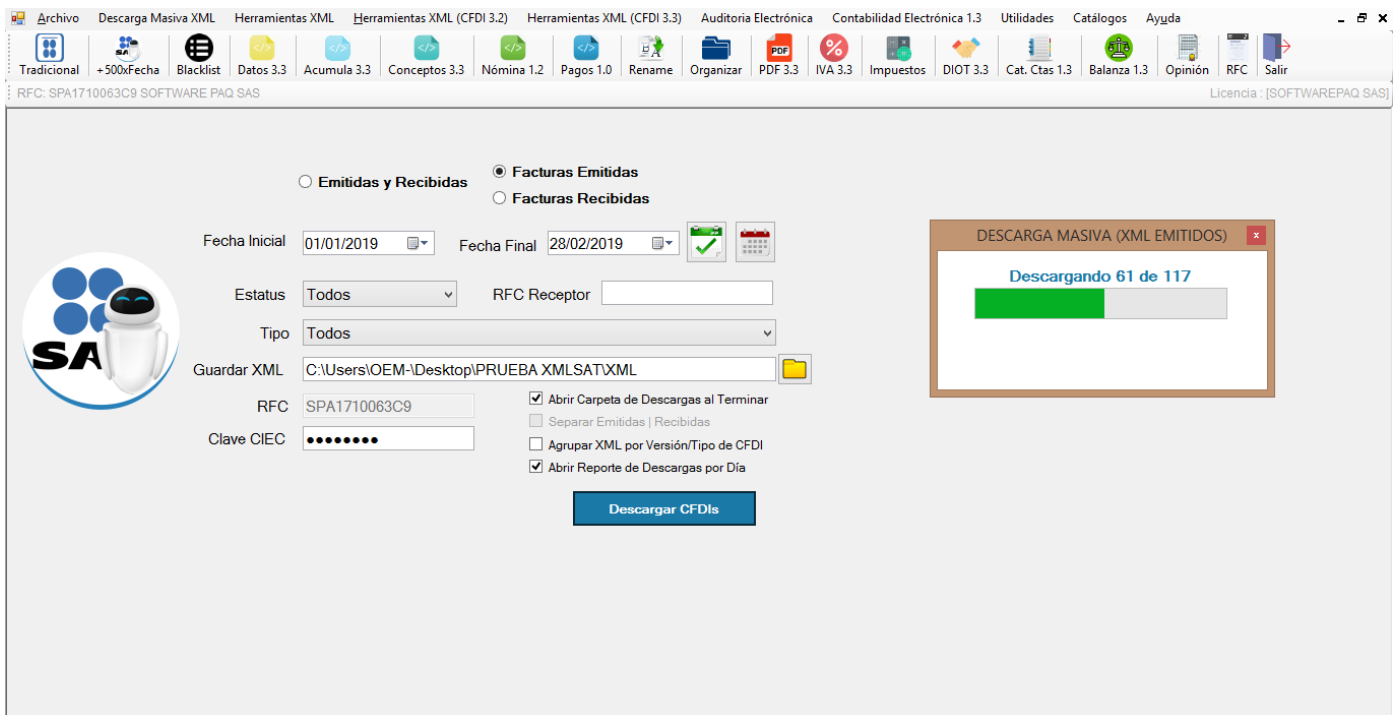 Archivo Descarga Masiva XML Herramientas XML Herramientas XML (CFDI 3.2) Herramientas XML (CFDI 3.3) Auditoria Electrónica Contabilidad Electrónica 1.3 Utilidades Catálogos Ayuda
Tradicional +500xFecha Blacklist Datos 3.3 Acumula 3.3 Conceptos 3.3 Nómina 1.2 Pagos 1.0 Rename Organizar PDF 3.3 IVA 3.3 Impuestos DIOT 3.3 Cat. Ctas 1.3 Balanza 1.3 Opinión RFC Salir
RFC: SPA1710063C9 SOFTWARE PAQ SAS Licencia : [SOFTWAREPAQ SAS]
Emitidas y Recibidas
Facturas Emitidas
Facturas Recibidas
Fecha Inicial 01/01/2019 Fecha Final 28/02/2019
Estatus Todos RFC Receptor
Tipo Todos
Guardar XML C:\Users\OEM-\Desktop\PRUEBA XMLSAT\XML
RFC SPA1710063C9
Clave CIEC ●●●●●●●●
Abrir Carpeta de Descargas al Terminar
Separar Emitidas | Recibidas
Agrupar XML por Versión/Tipo de CFDI
Abrir Reporte de Descargas por Día
Descargar CFDIs
SA
DESCARGA MASIVA (XML EMITIDOS) x
Descargando 61 de 117